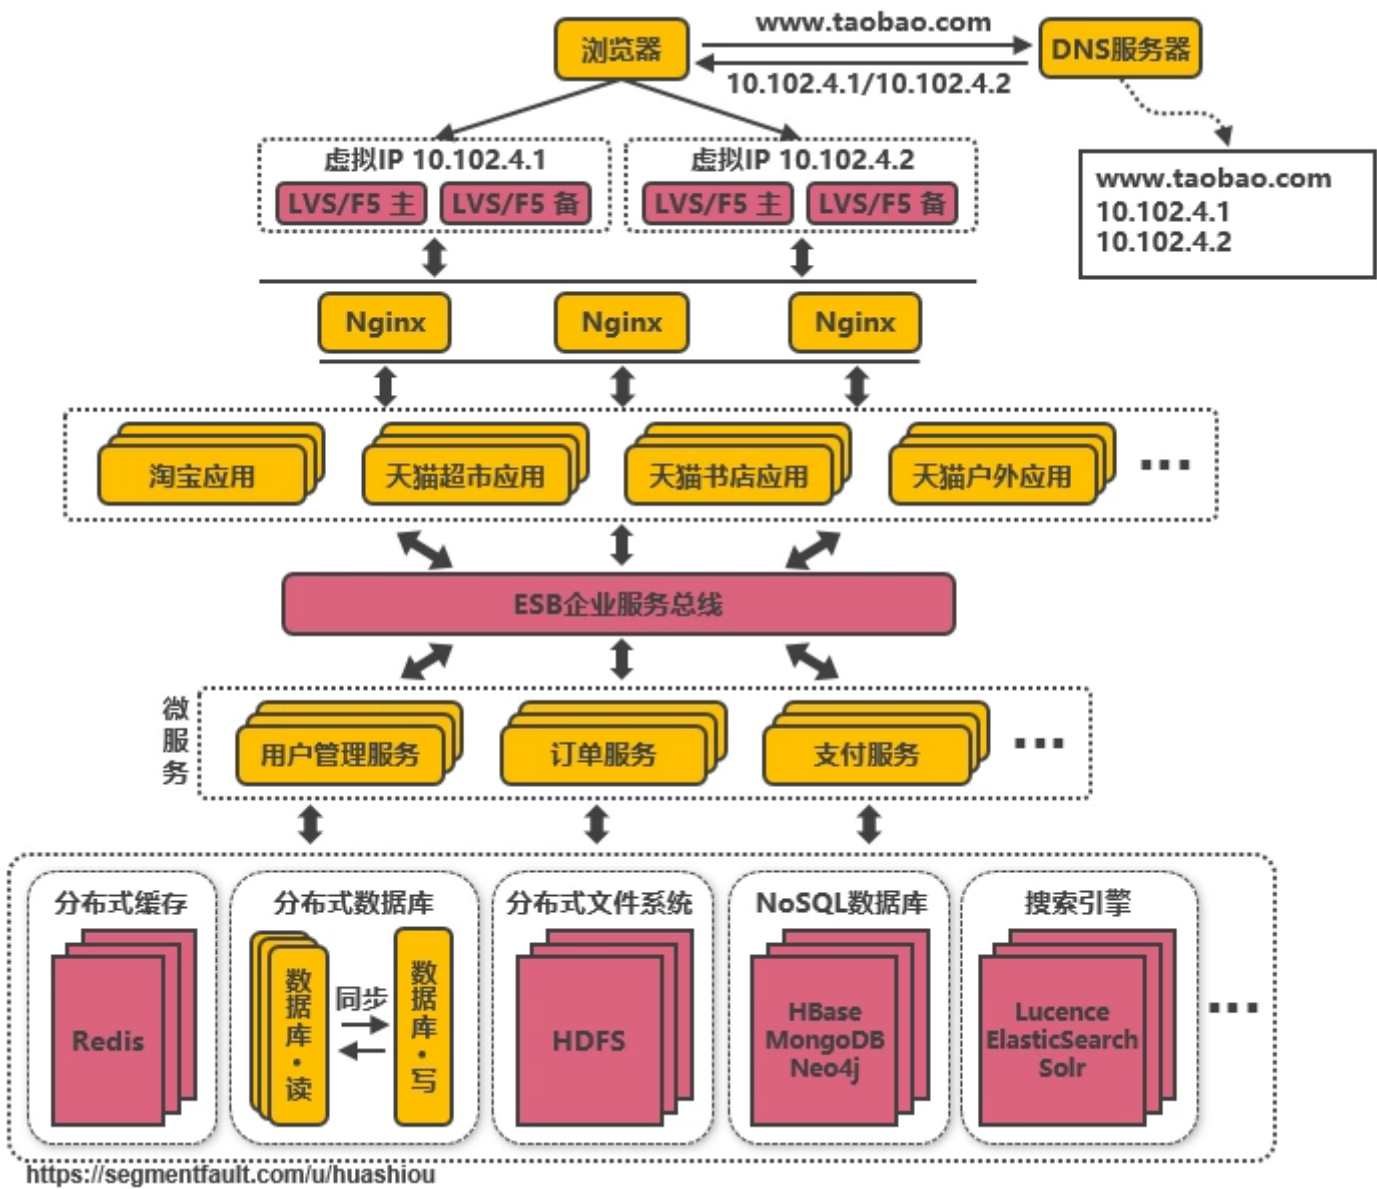 www.taobao.com
浏览器
DNS服务器
10.102.4.1/10.102.4.2
虚拟IP 10.102.4.1
虚拟IP 10.102.4.2
LVS/F5 主
LVS/F5 备
LVS/F5 主
LVS/F5 备
www.taobao.com
10.102.4.1
10.102.4.2
Nginx
Nginx
Nginx
淘宝应用
天猫超市应用
天猫书店应用
天猫户外应用
...
ESB企业服务总线
微服务
用户管理服务
订单服务
支付服务
...
分布式缓存
Redis
分布式数据库
数据库·读
同步
数据库·写
分布式文件系统
HDFS
NoSQL数据库
HBase
MongoDB
Neo4j
搜索引擎
Lucence
ElasticSearch
Solr
...
https://segmentfault.com/u/huashiou